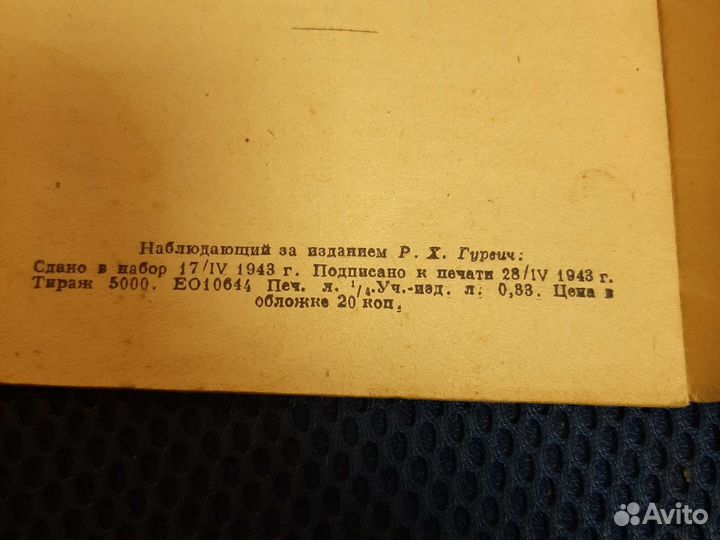 Наблюдающий за изданием Р. Х. Гуревич.
Сдано в набор 17/IV 1943 г. Подписано к печати 28/IV 1943 г.
Тираж 5000. ЕО10644 Печ. л. ¹/₄. Уч.-изд. л. 0,83. Цена в
обложке 20 коп.
Avito